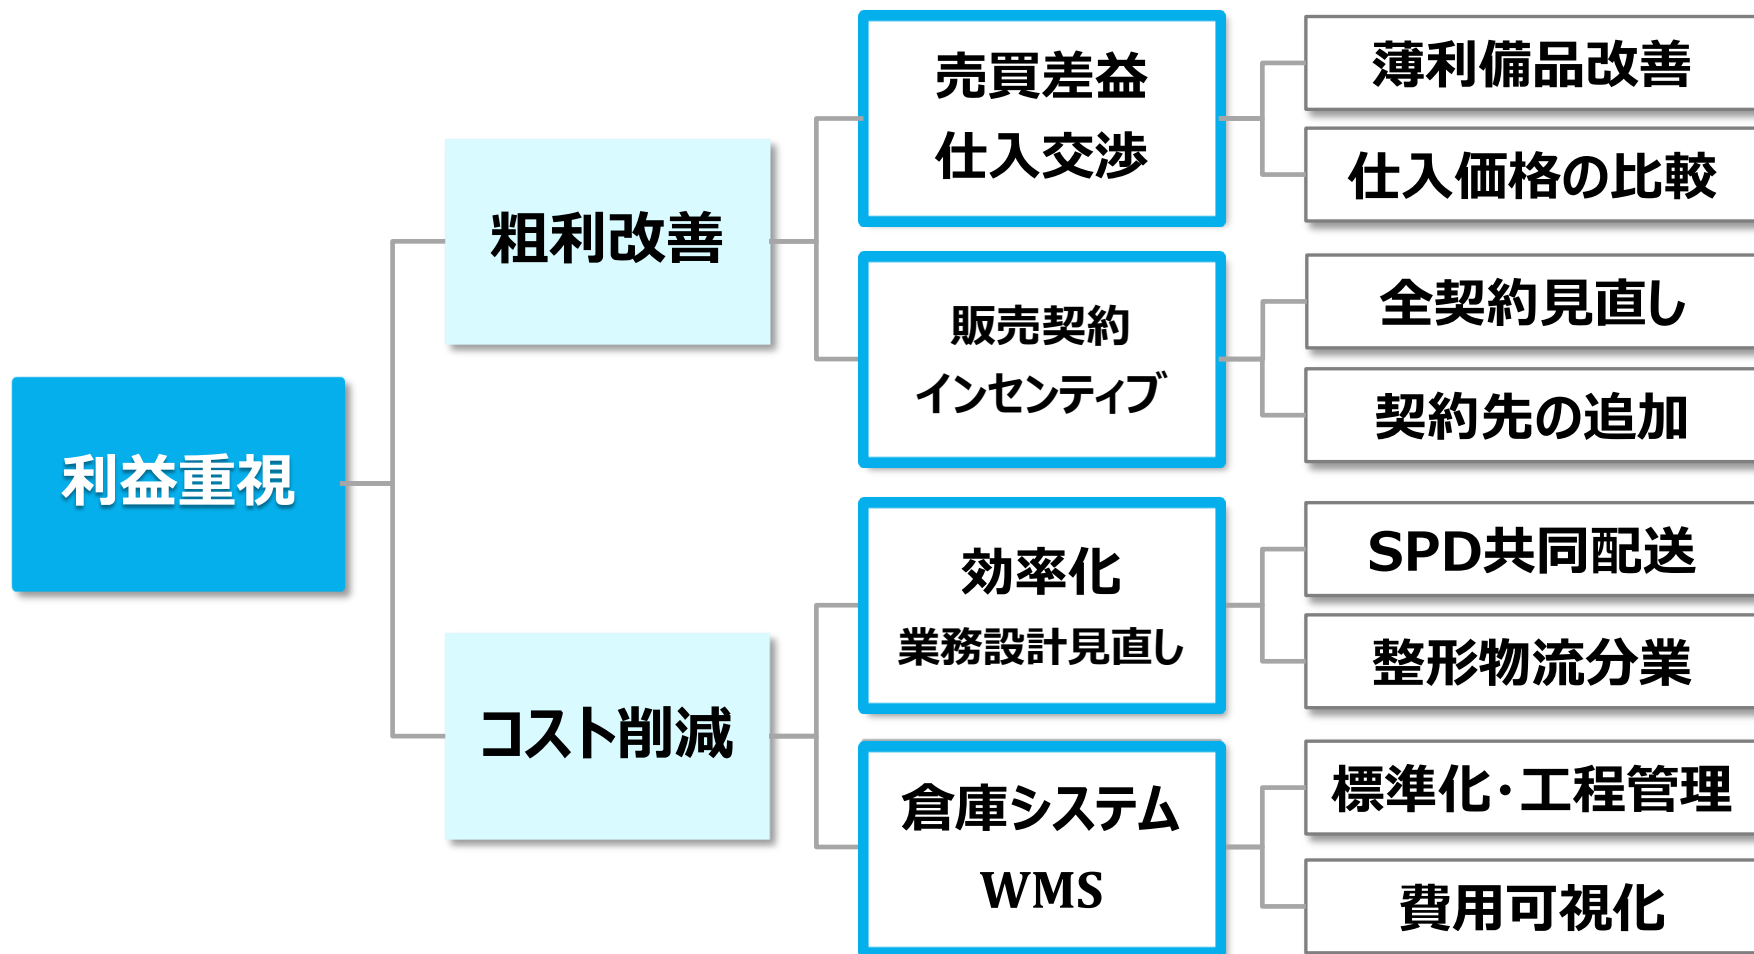 利益重視
粗利改善
売買差益
仕入交渉
薄利備品改善
仕入価格の比較
販売契約
インセンティブ
全契約見直し
契約先の追加
コスト削減
効率化
業務設計見直し
SPD共同配送
整形物流分業
倉庫システム
WMS
標準化・工程管理
費用可視化